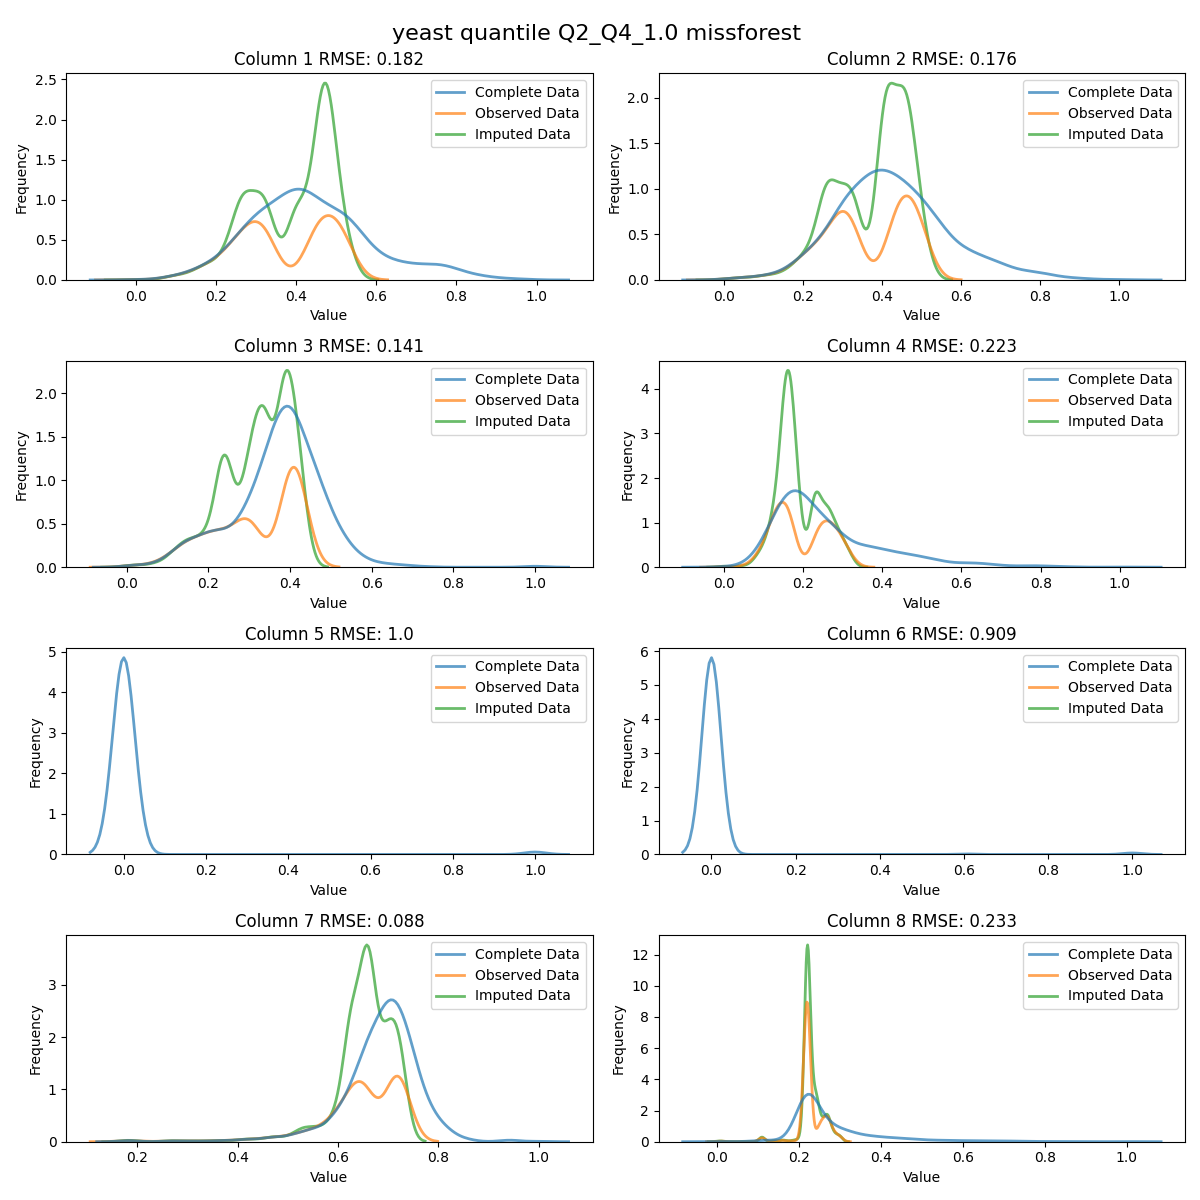 yeast quantile Q2_Q4_1.0 missforest
Column 1 RMSE: 0.182
Frequency
2.5
2.0
1.5
1.0
0.5
0.0
Complete Data
Observed Data
Imputed Data
0.0 0.2 0.4 0.6 0.8 1.0
Value
Column 2 RMSE: 0.176
Frequency
2.0
1.5
1.0
0.5
0.0
Complete Data
Observed Data
Imputed Data
0.0 0.2 0.4 0.6 0.8 1.0
Value
Column 3 RMSE: 0.141
Frequency
2.0
1.5
1.0
0.5
0.0
Complete Data
Observed Data
Imputed Data
0.0 0.2 0.4 0.6 0.8 1.0
Value
Column 4 RMSE: 0.223
Frequency
4
3
2
1
0
Complete Data
Observed Data
Imputed Data
0.0 0.2 0.4 0.6 0.8 1.0
Value
Column 5 RMSE: 1.0
Frequency
5
4
3
2
1
0
Complete Data
Observed Data
Imputed Data
0.0 0.2 0.4 0.6 0.8 1.0
Value
Column 6 RMSE: 0.909
Frequency
6
5
4
3
2
1
0
Complete Data
Observed Data
Imputed Data
0.0 0.2 0.4 0.6 0.8 1.0
Value
Column 7 RMSE: 0.088
Frequency
3
2
1
0
Complete Data
Observed Data
Imputed Data
0.2 0.4 0.6 0.8 1.0
Value
Column 8 RMSE: 0.233
Frequency
12
10
8
6
4
2
0
Complete Data
Observed Data
Imputed Data
0.0 0.2 0.4 0.6 0.8 1.0
Value